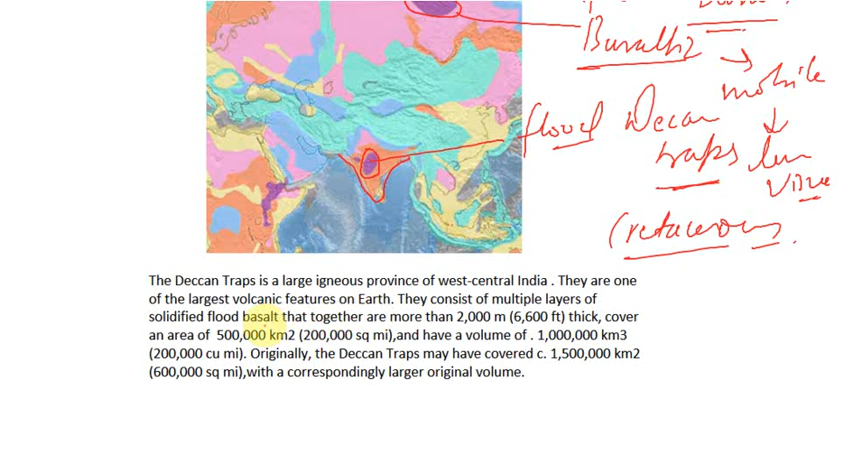 Basalt
mobile
flood Deccan
traps
Cretaceous.
The Deccan Traps is a large igneous province of west-central India . They are one
of the largest volcanic features on Earth. They consist of multiple layers of
solidified flood basalt that together are more than 2,000 m (6,600 ft) thick, cover
an area of 500,000 km2 (200,000 sq mi),and have a volume of . 1,000,000 km3
(200,000 cu mi). Originally, the Deccan Traps may have covered c. 1,500,000 km2
(600,000 sq mi),with a correspondingly larger original volume.